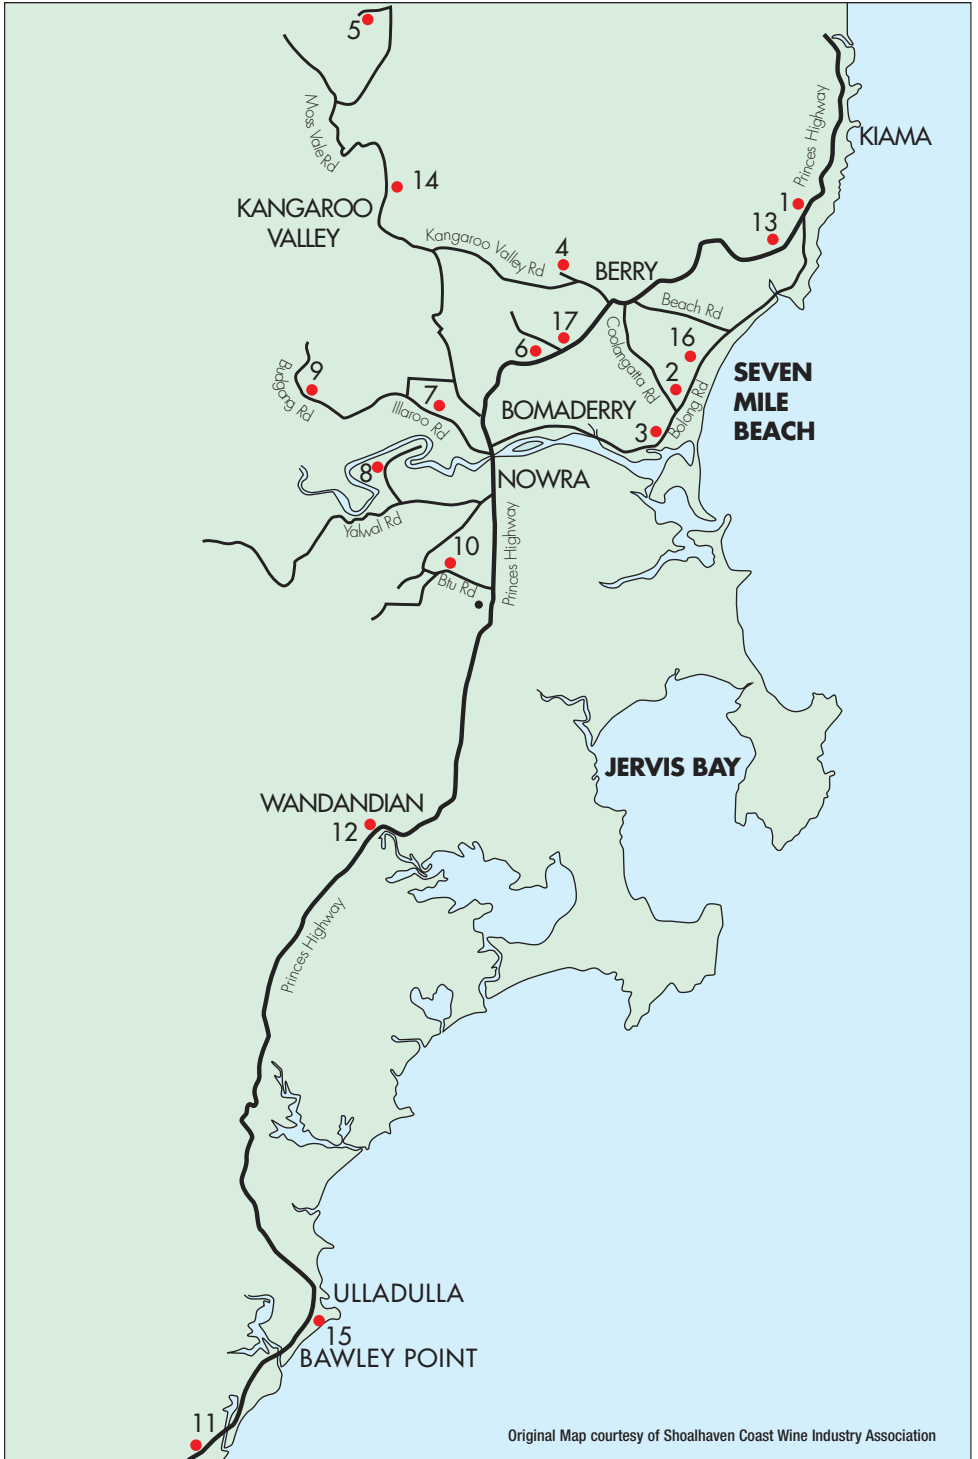 5
Moss Vale Rd
Princes Highway
KIAMA
14
1
KANGAROO
VALLEY
13
Kangaroo Valley Rd
4
BERRY
Beach Rd
17
6
Coolangatta Rd
16
2
SEVEN
MILE
BEACH
Budgong Rd
9
7
Illaroo Rd
BOMADERRY
3
Bolong Rd
8
NOWRA
Yalwal Rd
10
Btu Rd
Princes Highway
JERVIS BAY
WANDANDIAN
12
Princes Highway
ULLADULLA
15
BAWLEY POINT
11
Original Map courtesy of Shoalhaven Coast Wine Industry Association